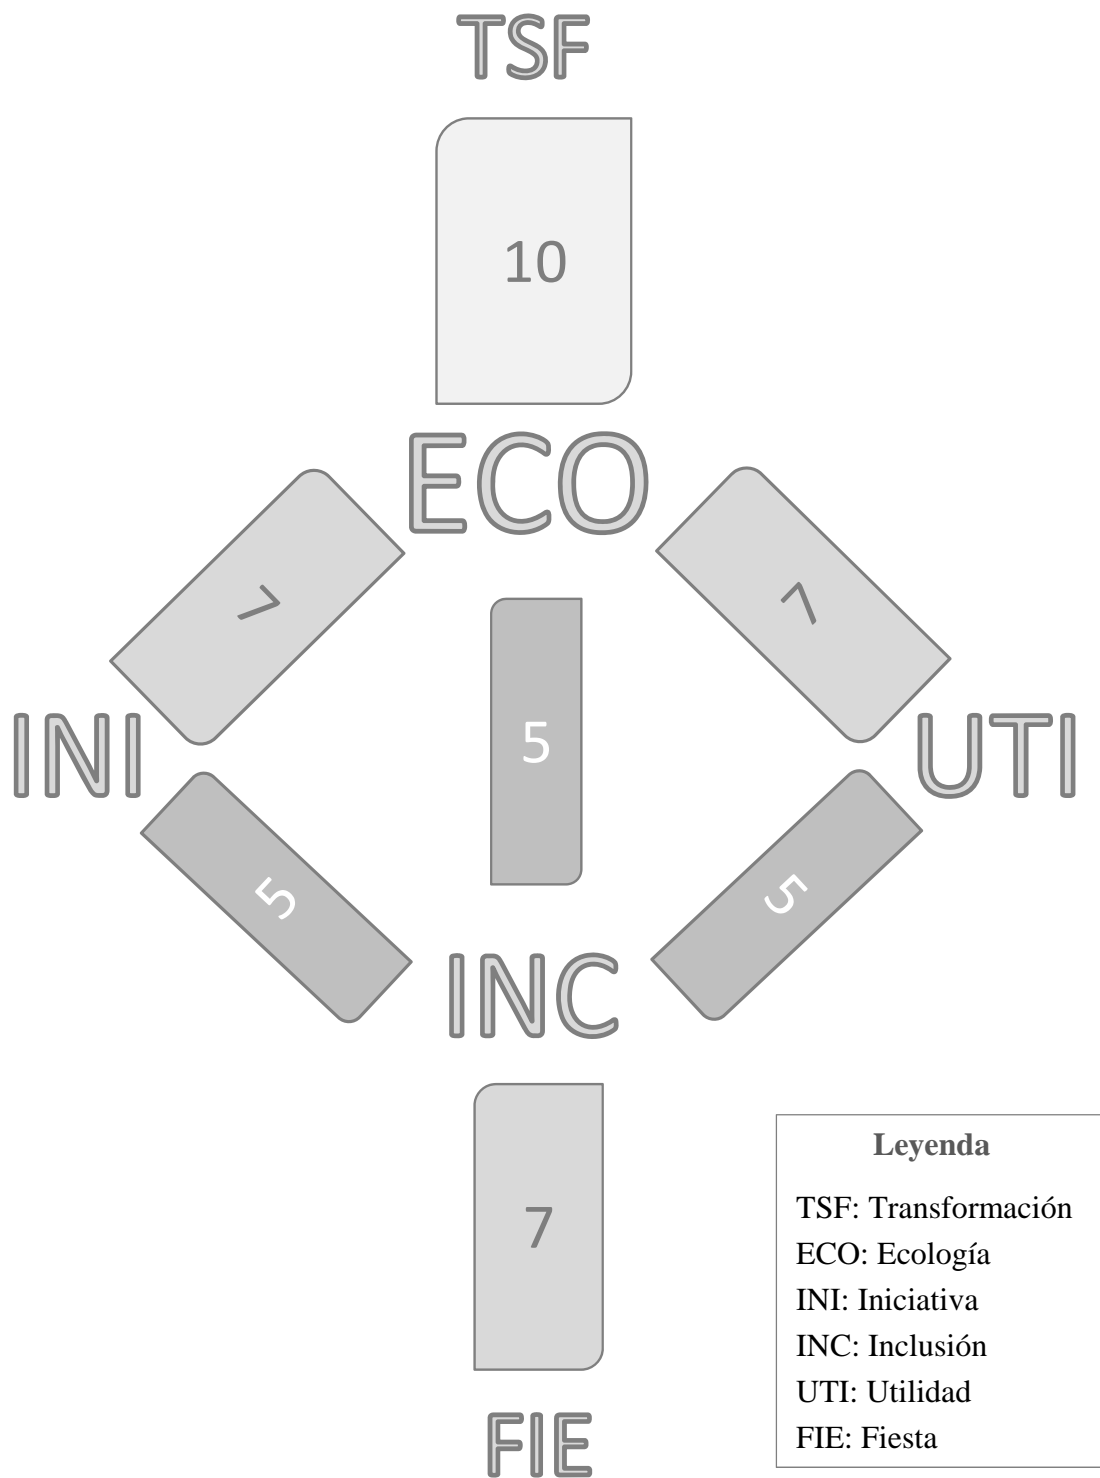 TSF
10
ECO
7
7
5
INI
UTI
5
5
INC
7
FIE
Leyenda
TSF: Transformación
ECO: Ecología
INI: Iniciativa
INC: Inclusión
UTI: Utilidad
FIE: Fiesta